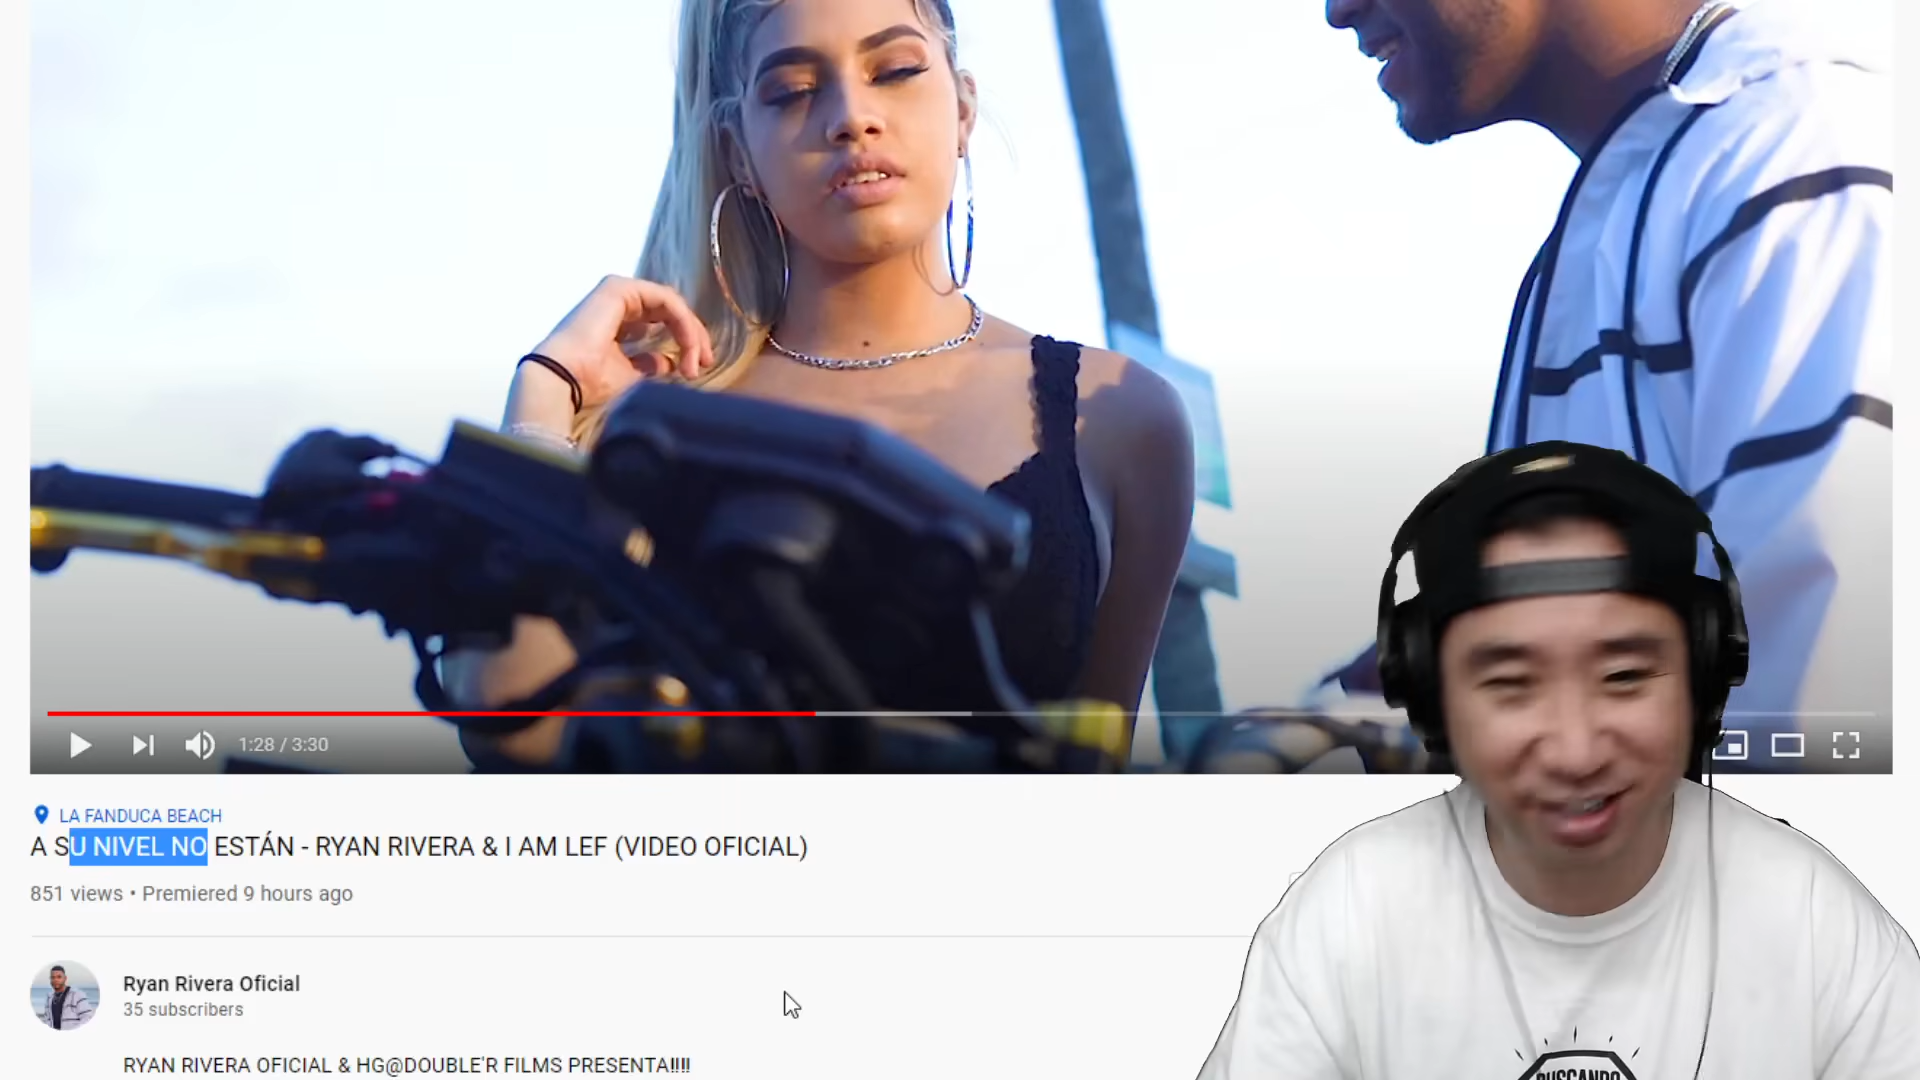 1:28 / 3:30
LA FANDUCA BEACH
A SU NIVEL NO ESTÁN - RYAN RIVERA & I AM LEF (VIDEO OFICIAL)
851 views • Premiered 9 hours ago
Ryan Rivera Oficial
35 subscribers
RYAN RIVERA OFICIAL & HG@DOUBLE'R FILMS PRESENTA!!!!
BUSCANDO